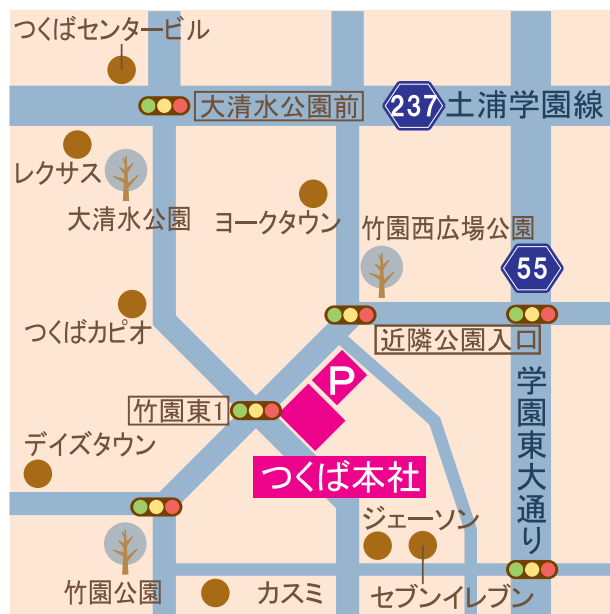 つくばセンタービル
大清水公園前
237
土浦学園線
レクサス
大清水公園
ヨークタウン
竹園西広場公園
55
つくばカピオ
近隣公園入口
P
竹園東1
学園東大通り
デイズタウン
つくば本社
ジェーソン
竹園公園
カスミ
セブンイレブン